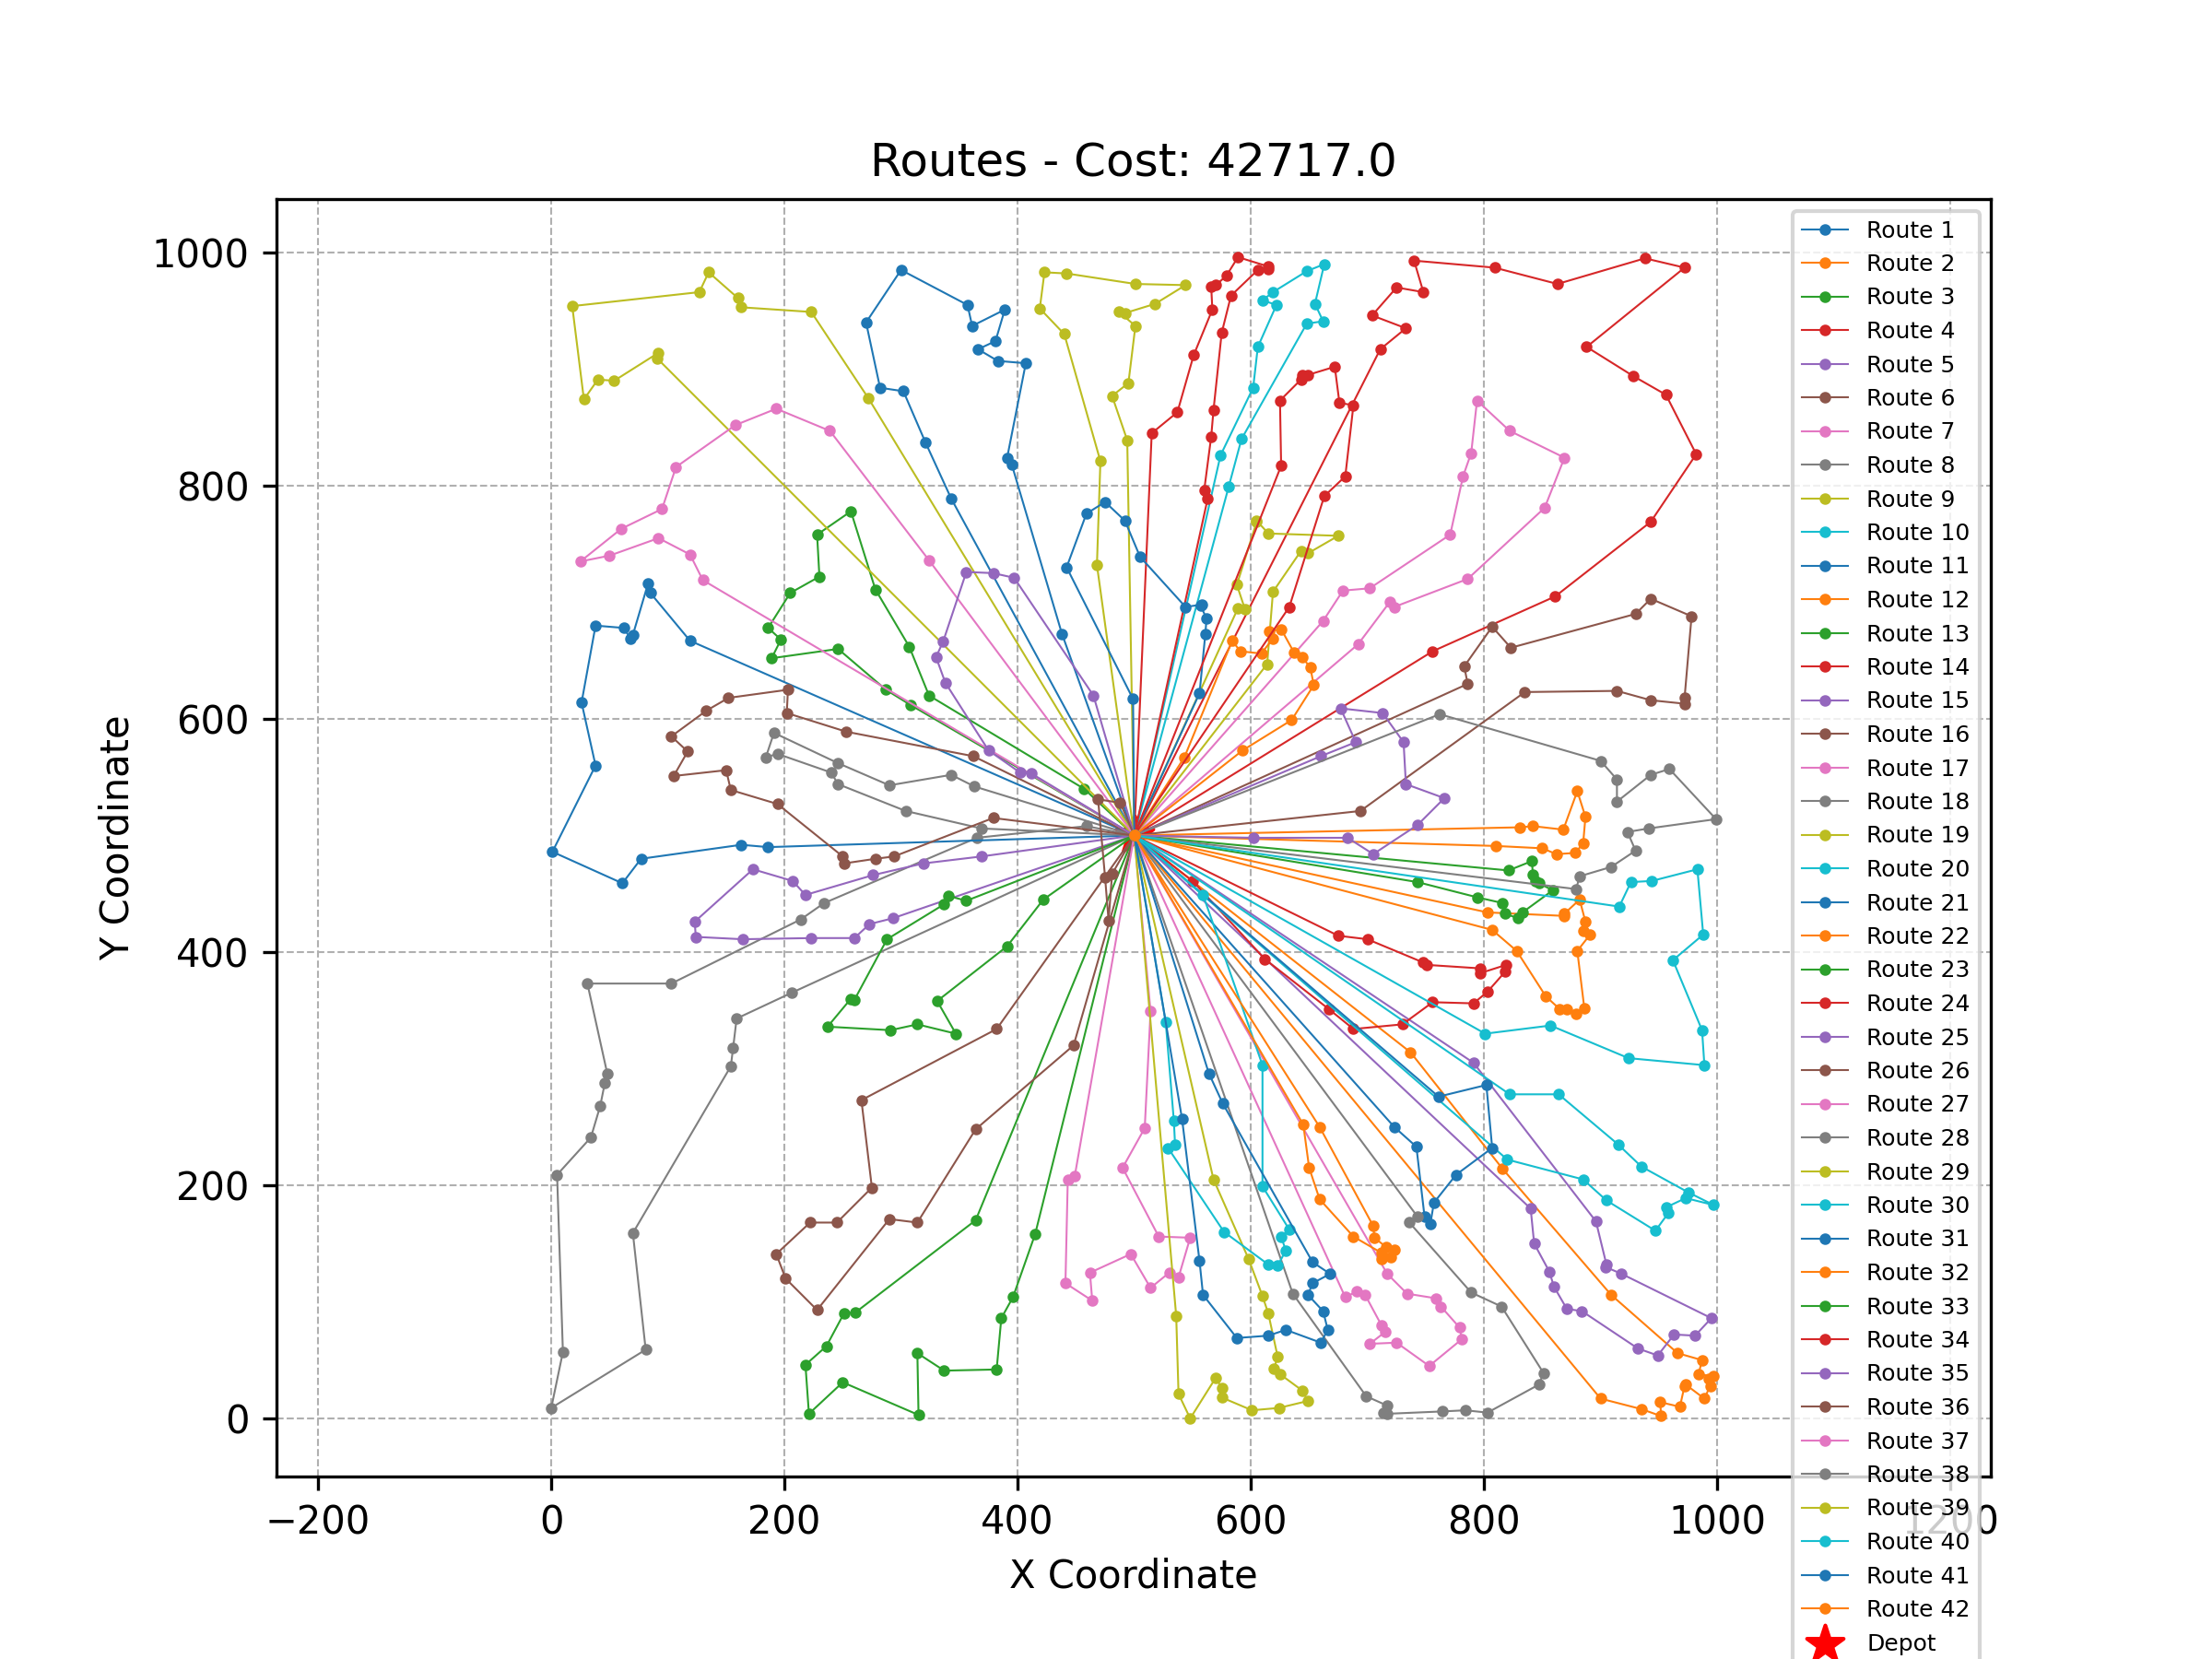 Routes - Cost: 42717.0
1000
800
600
400
200
0
Y Coordinate
−200
0
200
400
600
800
1000
1200
X Coordinate
Route 1
Route 2
Route 3
Route 4
Route 5
Route 6
Route 7
Route 8
Route 9
Route 10
Route 11
Route 12
Route 13
Route 14
Route 15
Route 16
Route 17
Route 18
Route 19
Route 20
Route 21
Route 22
Route 23
Route 24
Route 25
Route 26
Route 27
Route 28
Route 29
Route 30
Route 31
Route 32
Route 33
Route 34
Route 35
Route 36
Route 37
Route 38
Route 39
Route 40
Route 41
Route 42
Depot